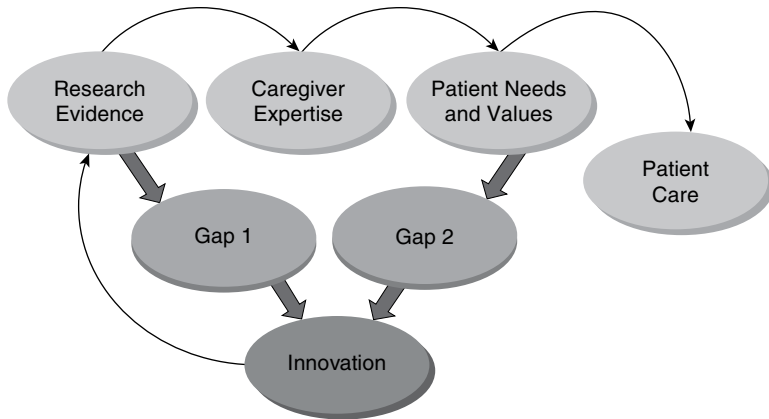 Research
Evidence
Caregiver
Expertise
Patient Needs
and Values
Patient
Care
Gap 1
Gap 2
Innovation